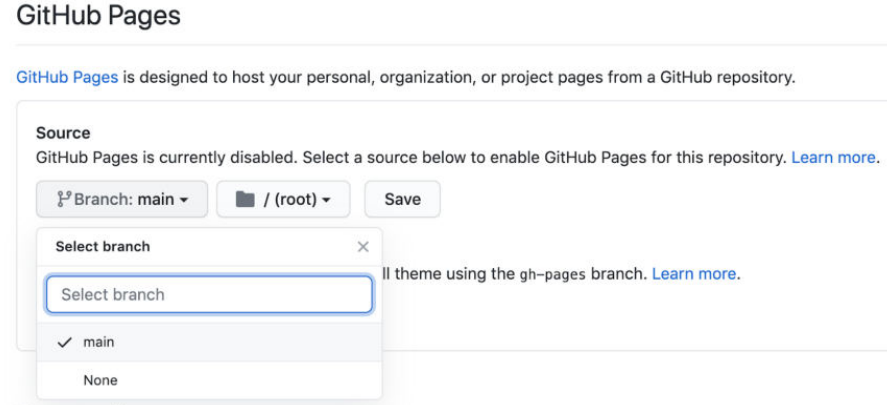 GitHub Pages
GitHub Pages is designed to host your personal, organization, or project pages from a GitHub repository.
Source
GitHub Pages is currently disabled. Select a source below to enable GitHub Pages for this repository. Learn more.
Branch: main / (root) Save
Select branch
ll theme using the gh-pages branch. Learn more.
Select branch
main
None